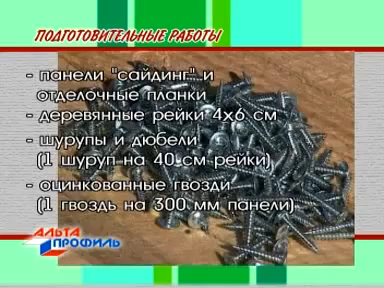 ПОДГОТОВИТЕЛЬНЫЕ РАБОТЫ
- панели "сайдинг" и
отделочные планки
- деревянные рейки 4х6 см
- шурупы и дюбели
(1 шуруп на 40 см рейки)
- оцинкованные гвозди
(1 гвоздь на 300 мм панели)
АЛЬТА
ПРОФИЛЬ